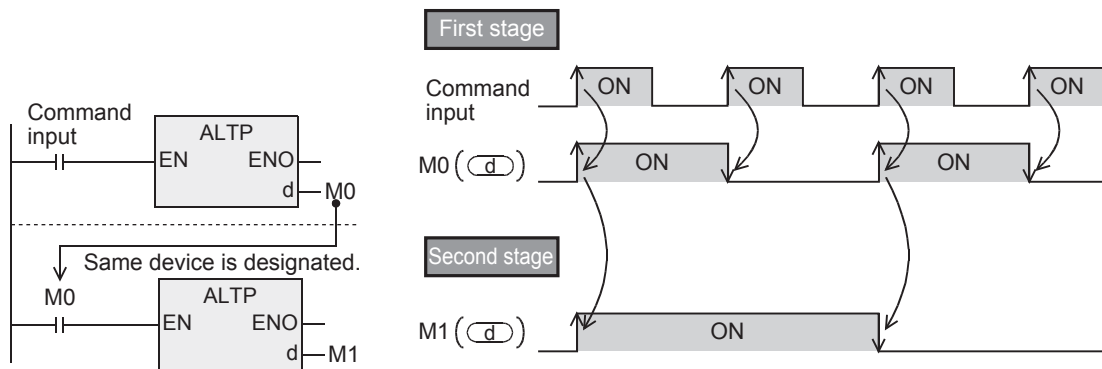 Command
input
ALTP
EN ENO
d M0
Same device is designated.
M0
ALTP
EN ENO
d M1
First stage
Command
input
ON ON ON ON
M0 ( d )
ON ON
Second stage
M1 ( d )
ON